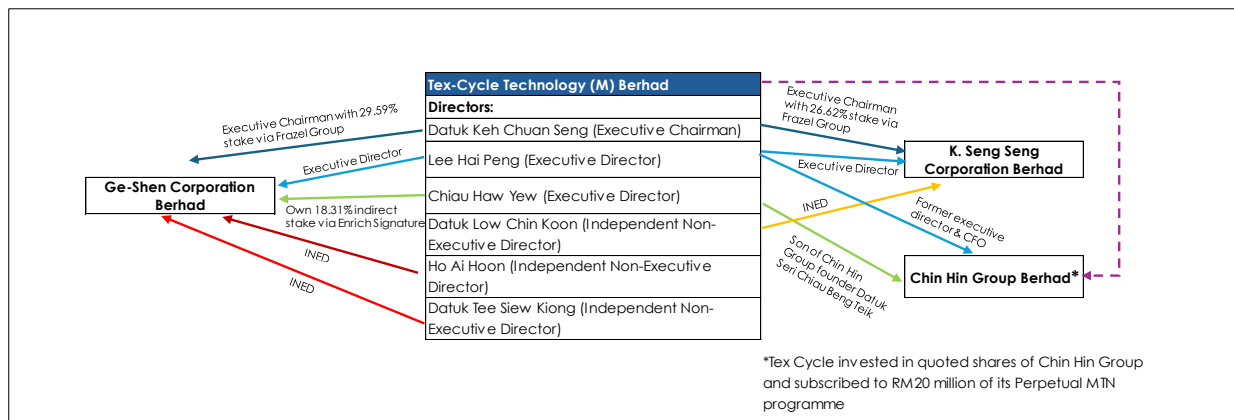 Tex-Cycle Technology (M) Berhad
Directors:
Datuk Keh Chuan Seng (Executive Chairman)
Lee Hai Peng (Executive Director)
Chiau Haw Yew (Executive Director)
Datuk Low Chin Koon (Independent Non-
Executive Director)
Ho Ai Hoon (Independent Non-Executive
Director)
Datuk Tee Siew Kiong (Independent Non-
Executive Director)
Executive Chairman with 29.59%
stake via Frazel Group
Executive Director
Ge-Shen Corporation
Berhad
Own 18.31% indirect
stake via Enrich Signature
INED
INED
Executive Chairman
with 26.62% stake via
Frazel Group
K. Seng Seng
Corporation Berhad
Executive Director
INED
Former executive
director & CFO
Son of Chin Hin
Group founder Datuk
Seri Chiau Beng Teik
Chin Hin Group Berhad*
*Tex Cycle invested in quoted shares of Chin Hin Group
and subscribed to RM20 million of its Perpetual MTN
programme